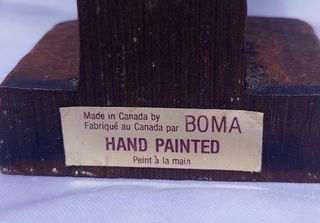 Made in Canada by
Fabriqué au Canada par BOMA
HAND PAINTED
Peint à la main